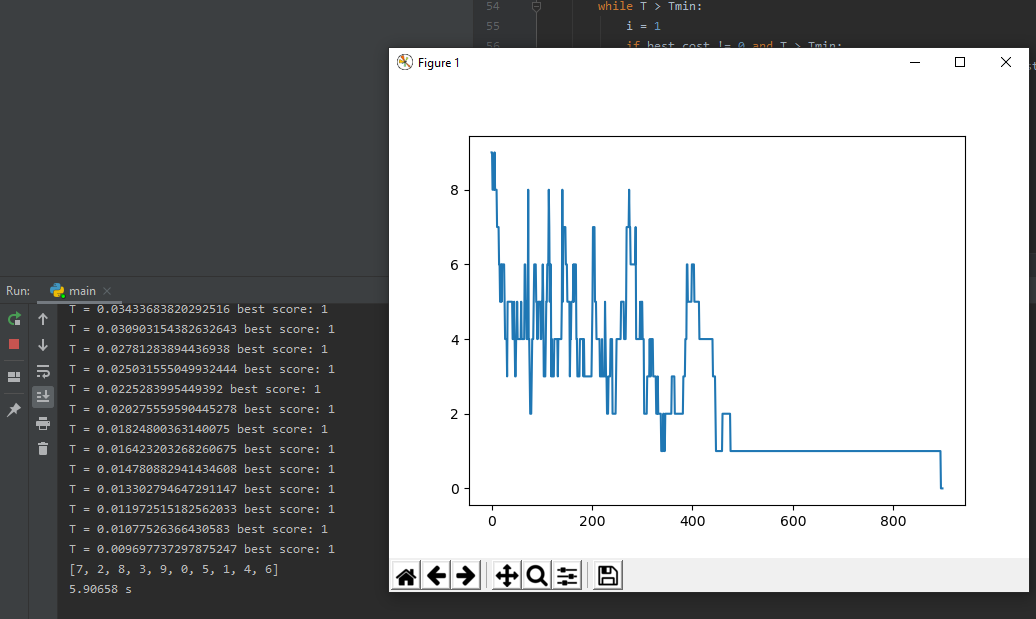 54 while T > Tmin:
55 i = 1
56 if best_cost != 0 and T > Tmin:
Figure 1
8
6
4
2
0
0 200 400 600 800
Run: main
T = 0.03433683820292516 best score: 1
T = 0.030903154382632643 best score: 1
T = 0.02781283894436938 best score: 1
T = 0.025031555049932444 best score: 1
T = 0.0225283995449392 best score: 1
T = 0.020275559590445278 best score: 1
T = 0.01824800363140075 best score: 1
T = 0.016423203268260675 best score: 1
T = 0.014780882941434608 best score: 1
T = 0.013302794647291147 best score: 1
T = 0.011972515182562033 best score: 1
T = 0.01077526366430583 best score: 1
T = 0.009697737297875247 best score: 1
[7, 2, 8, 3, 9, 0, 5, 1, 4, 6]
5.90658 s